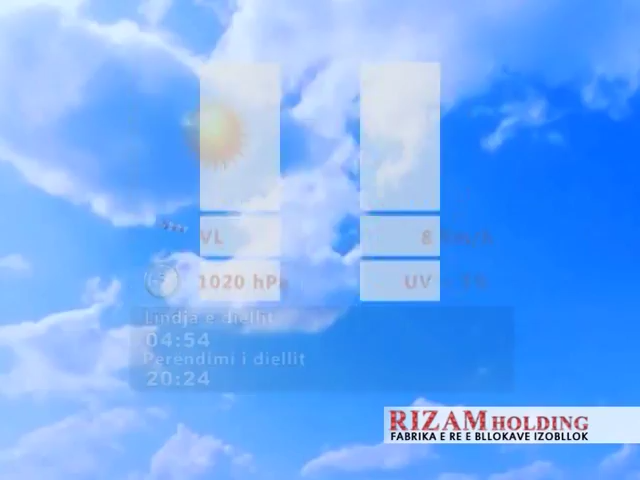 VL
1020 hPa
UV
Lindja e diellit
04:54
Perendimi i diellit
20:24
RIZAM HOLDING
FABRIKA E RE E BLLOKAVE IZOBLLOK